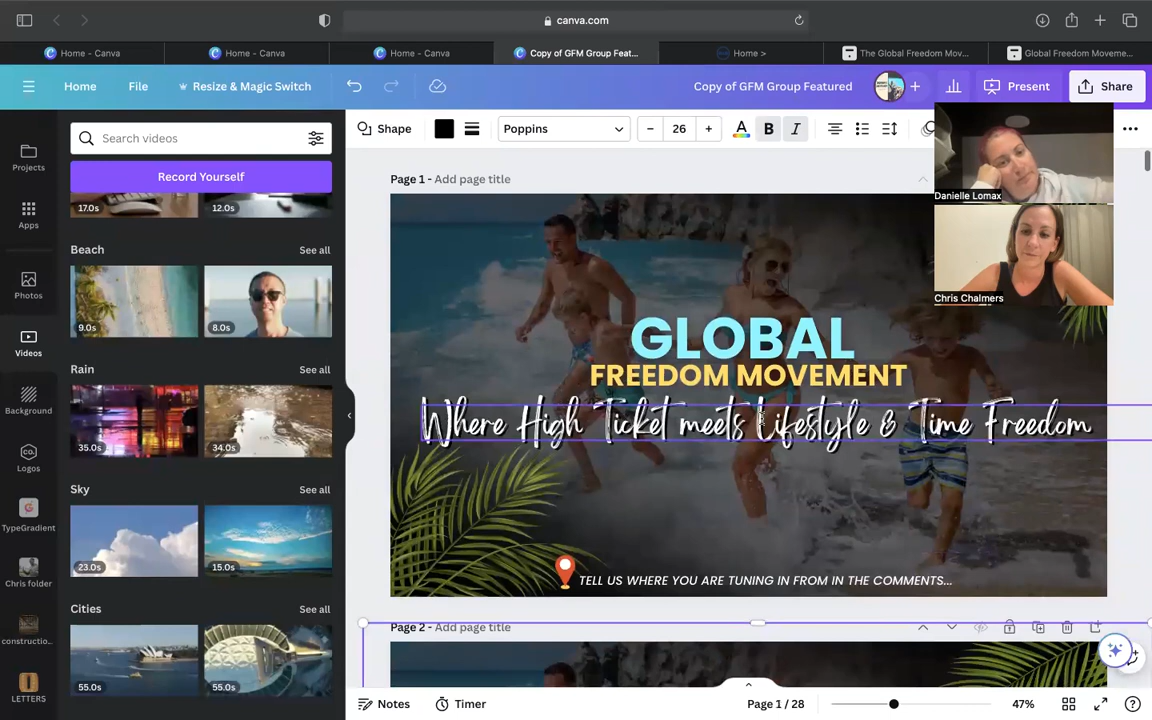 canva.com
Home - Canva
Home - Canva
Home - Canva
Copy of GFM Group Feat...
Home >
The Global Freedom Mov...
Global Freedom Moveme...
Home
File
Resize & Magic Switch
Copy of GFM Group Featured
Present
Share
Search videos
Record Yourself
Shape
Poppins
26
A
B
I
Projects
Apps
Photos
Videos
Background
Logos
TypeGradient
Chris folder
constructio...
LETTERS
17.0s
12.0s
Beach
See all
9.0s
8.0s
Rain
See all
35.0s
34.0s
Sky
See all
23.0s
15.0s
Cities
See all
55.0s
55.0s
Page 1 - Add page title
Danielle Lomax
Chris Chalmers
GLOBAL
FREEDOM MOVEMENT
Where High Ticket meets Lifestyle & Time Freedom
TELL US WHERE YOU ARE TUNING IN FROM IN THE COMMENTS...
Page 2 - Add page title
Notes
Timer
Page 1 / 28
47%